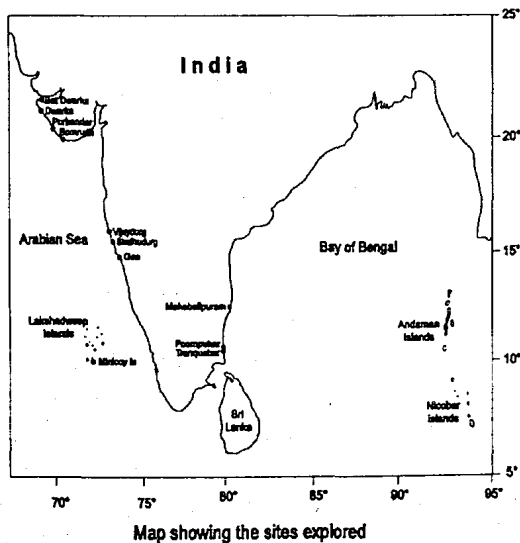 25°
India
Bet Dwarka
Dwarka
Porbandar
Somnath
20°
Vijaydurg
Sindhudurg
Arabian Sea
Goa
Bay of Bengal
15°
Mahabalipuram
Lakshadweep
Islands
Andaman
islands
Poompuhar
Tranquebar
Minicoy Is
10°
Nicobar
islands
Sri
Lanka
5°
70°
75°
80°
85°
90°
95°
Map showing the sites explored